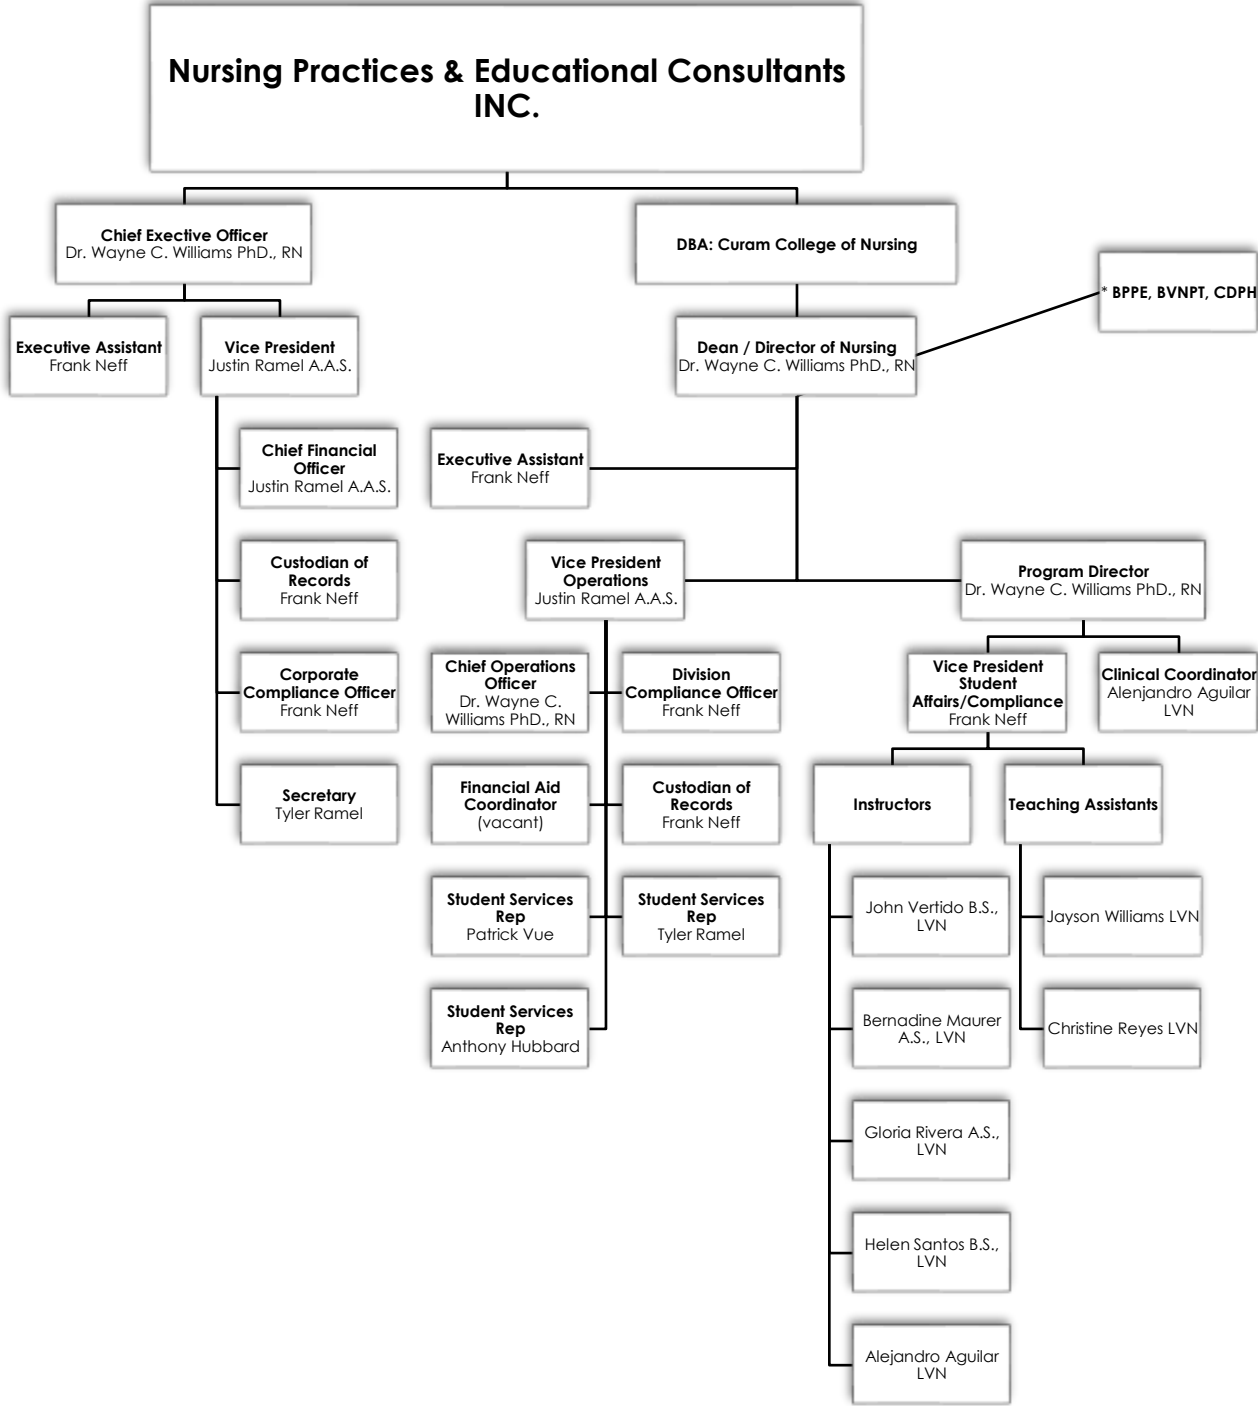 Nursing Practices & Educational Consultants
INC.
Chief Exective Officer
Dr. Wayne C. Williams PhD., RN
DBA: Curam College of Nursing
* BPPE, BVNPT, CDPH
Executive Assistant
Frank Neff
Vice President
Justin Ramel A.A.S.
Dean / Director of Nursing
Dr. Wayne C. Williams PhD., RN
Chief Financial
Officer
Justin Ramel A.A.S.
Executive Assistant
Frank Neff
Custodian of
Records
Frank Neff
Vice President
Operations
Justin Ramel A.A.S.
Program Director
Dr. Wayne C. Williams PhD., RN
Corporate
Compliance Officer
Frank Neff
Chief Operations
Officer
Dr. Wayne C.
Williams PhD., RN
Division
Compliance Officer
Frank Neff
Vice President
Student
Affairs/Compliance
Frank Neff
Clinical Coordinator
Alenjandro Aguilar
LVN
Secretary
Tyler Ramel
Financial Aid
Coordinator
(vacant)
Custodian of
Records
Frank Neff
Instructors
Teaching Assistants
Student Services
Rep
Patrick Vue
Student Services
Rep
Tyler Ramel
John Vertido B.S.,
LVN
Jayson Williams LVN
Student Services
Rep
Anthony Hubbard
Bernadine Maurer
A.S., LVN
Christine Reyes LVN
Gloria Rivera A.S.,
LVN
Helen Santos B.S.,
LVN
Alejandro Aguilar
LVN